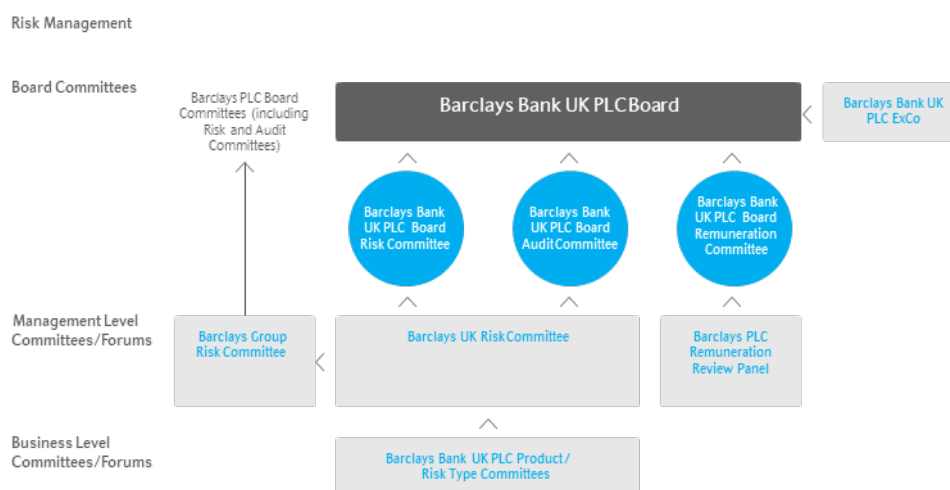 Risk Management
Board Committees
Barclays PLC Board
Committees (including
Risk and Audit
Committees)
Barclays Bank UK PLC Board
Barclays Bank UK
PLC ExCo
Barclays Bank
UK PLC Board
Risk Committee
Barclays Bank
UK PLC Board
Audit Committee
Barclays Bank
UK PLC Board
Remuneration
Committee
Management Level
Committees/Forums
Barclays Group
Risk Committee
Barclays UK Risk Committee
Barclays PLC
Remuneration
Review Panel
Business Level
Committees/Forums
Barclays Bank UK PLC Product /
Risk Type Committees